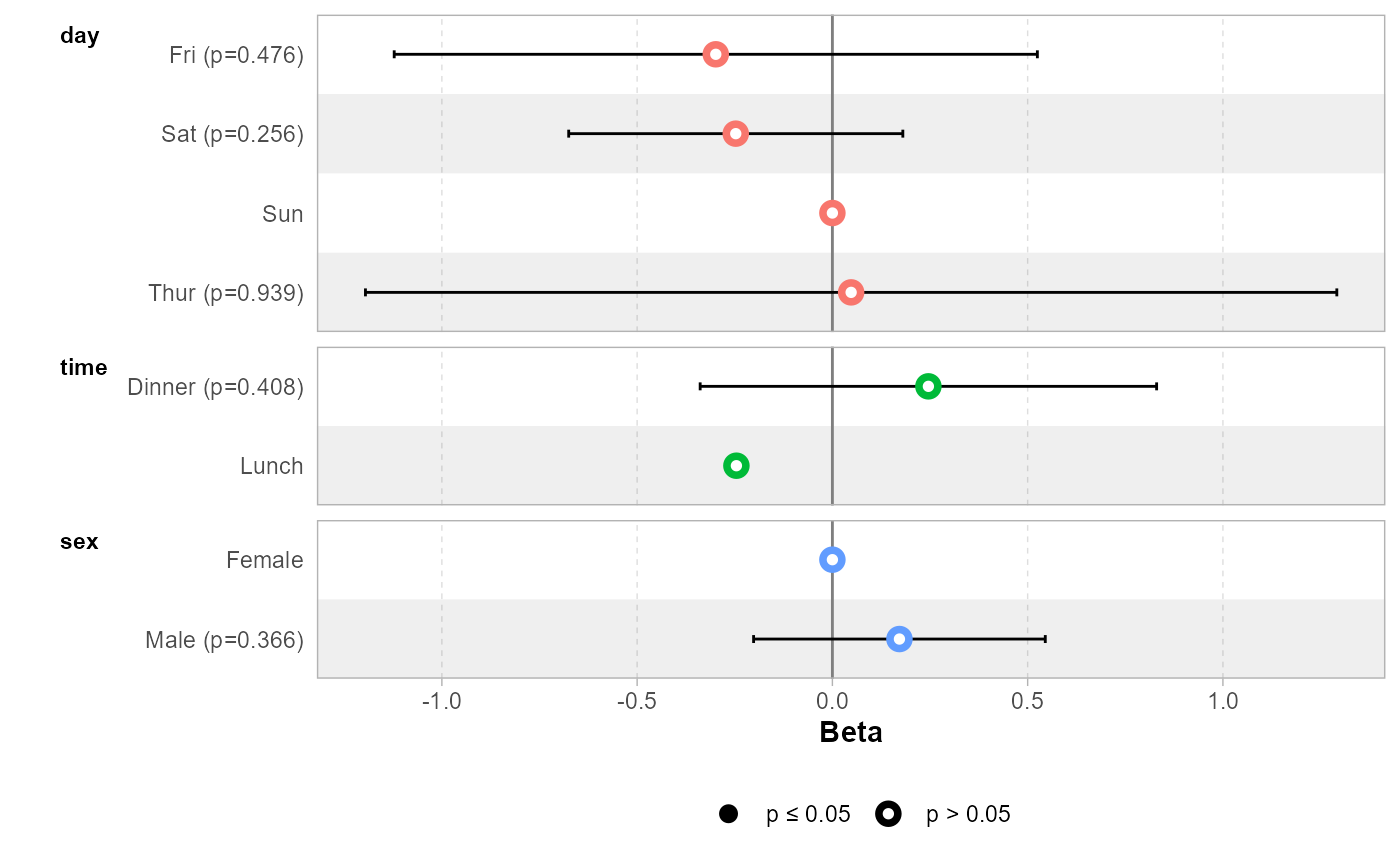 day
Fri (p=0.476)
Sat (p=0.256)
Sun
Thur (p=0.939)
time
Dinner (p=0.408)
Lunch
sex
Female
Male (p=0.366)
-1.0 -0.5 0.0 0.5 1.0
Beta
p ≤ 0.05 p > 0.05